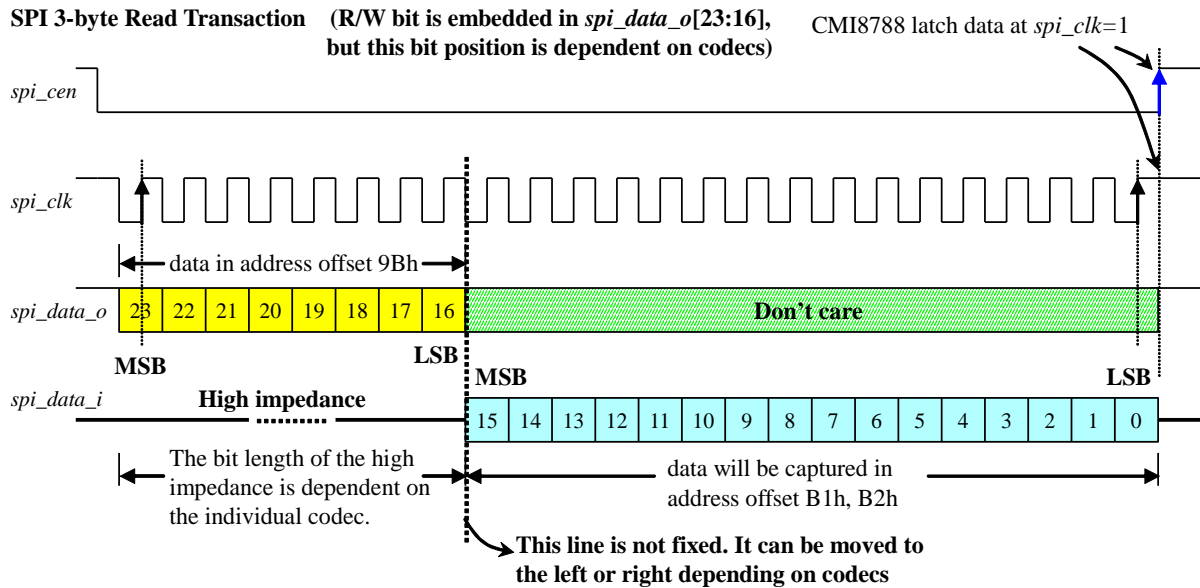 SPI 3-byte Read Transaction (R/W bit is embedded in spi_data_o[23:16],
but this bit position is dependent on codecs)
CMI8788 latch data at spi_clk=1
spi_cen
spi_clk
data in address offset 9Bh
spi_data_o 23 22 21 20 19 18 17 16 Don't care
MSB LSB
MSB LSB
spi_data_i High impedance
15 14 13 12 11 10 9 8 7 6 5 4 3 2 1 0
The bit length of the high
impedance is dependent on
the individual codec.
data will be captured in
address offset B1h, B2h
This line is not fixed. It can be moved to
the left or right depending on codecs